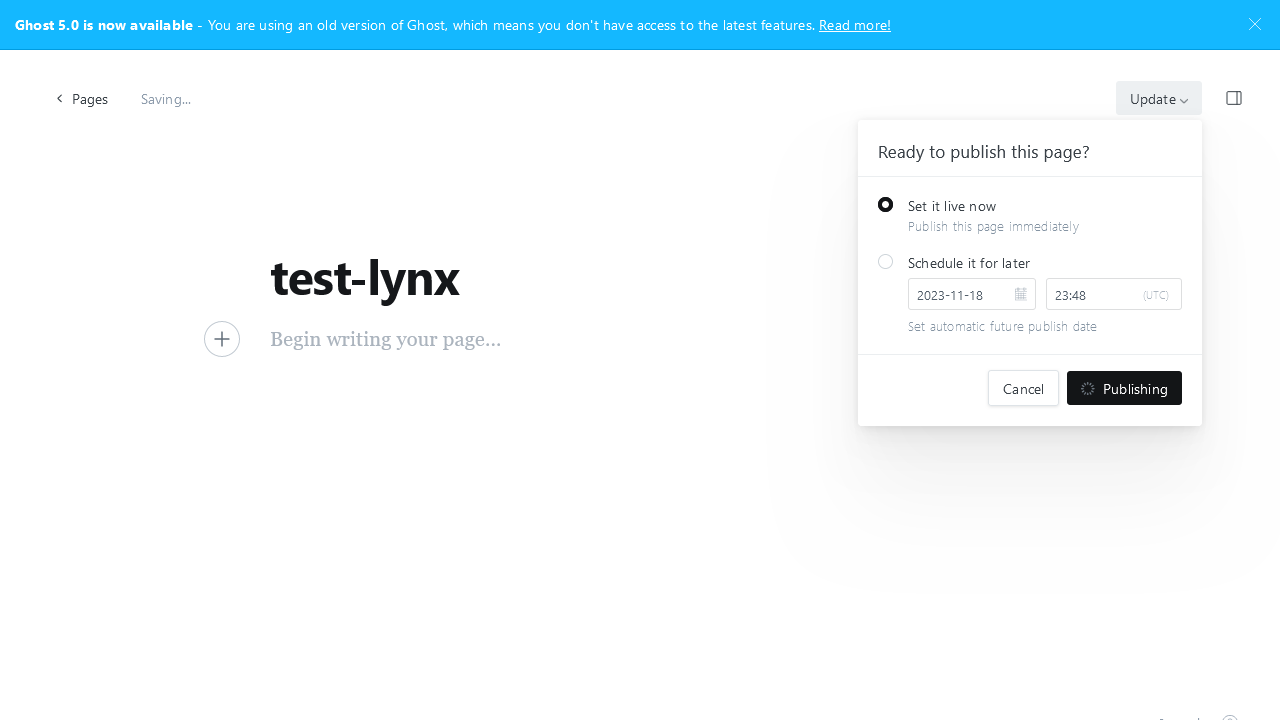 Ghost 5.0 is now available - You are using an old version of Ghost, which means you don't have access to the latest features. Read more!
Pages
Saving...
Update
Ready to publish this page?
Set it live now
Publish this page immediately
Schedule it for later
2023-11-18
23:48
(UTC)
Set automatic future publish date
Cancel
Publishing
test-lynx
Begin writing your page...